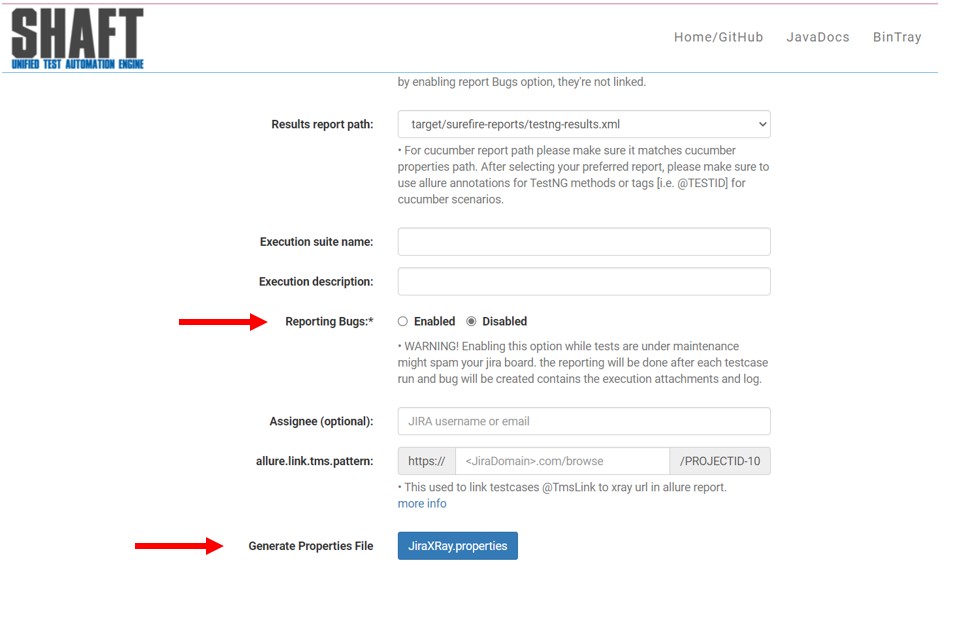 SHAFT
UNIFIED TEST AUTOMATION ENGINE
Home/GitHub JavaDocs BinTray
by enabling report Bugs option, they're not linked.
Results report path: target/surefire-reports/testng-results.xml
• For cucumber report path please make sure it matches cucumber
properties path. After selecting your preferred report, please make sure to
use allure annotations for TestNG methods or tags [i.e. @TESTID] for
cucumber scenarios.
Execution suite name:
Execution description:
Reporting Bugs:* Enabled Disabled
• WARNING! Enabling this option while tests are under maintenance
might spam your jira board. the reporting will be done after each testcase
run and bug will be created contains the execution attachments and log.
Assignee (optional): JIRA username or email
allure.link.tms.pattern: https:// <JiraDomain>.com/browse /PROJECTID-10
• This used to link testcases @TmsLink to xray url in allure report.
more info
Generate Properties File JiraXRay.properties